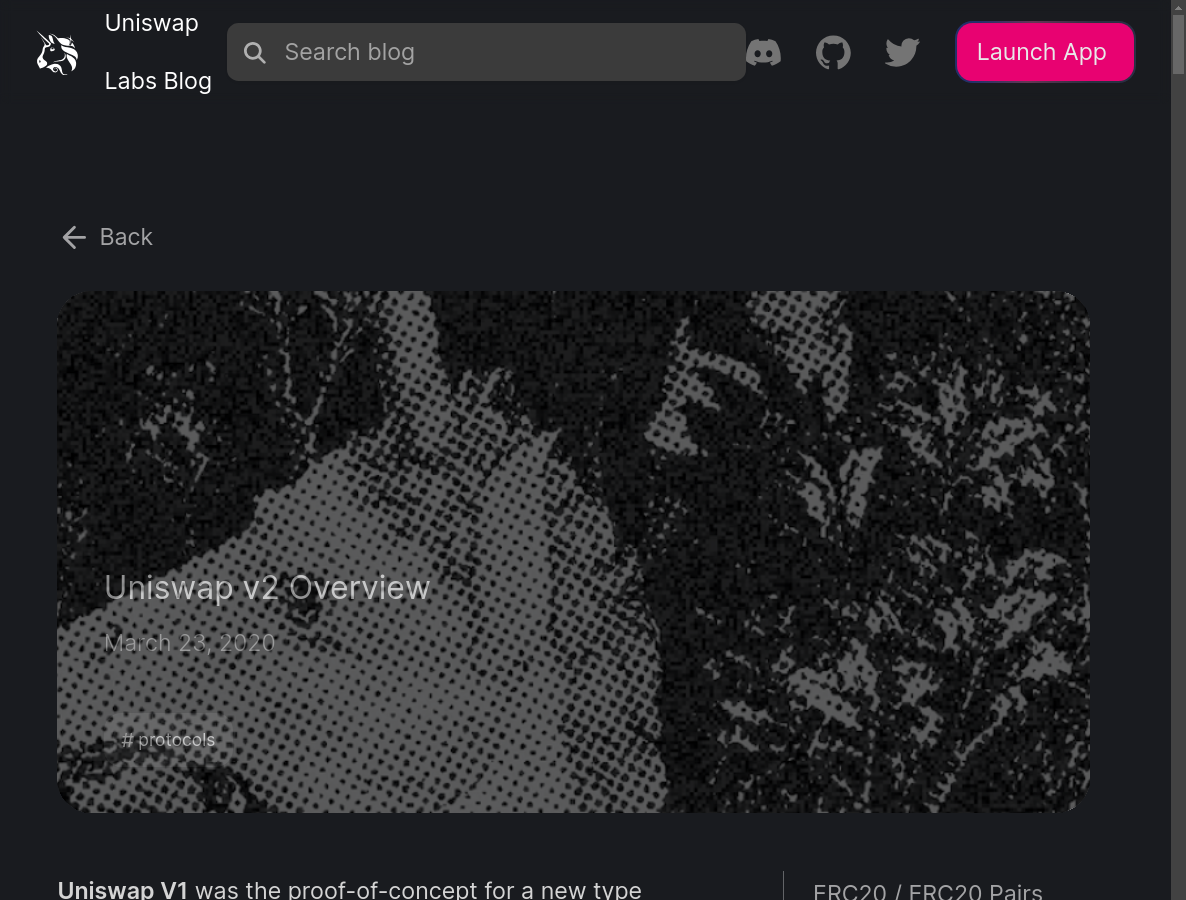 Uniswap
Labs Blog
Search blog
Launch App
Back
Uniswap v2 Overview
March 23, 2020
# protocols
Uniswap V1 was the proof-of-concept for a new type
ERC20 / ERC20 Pairs